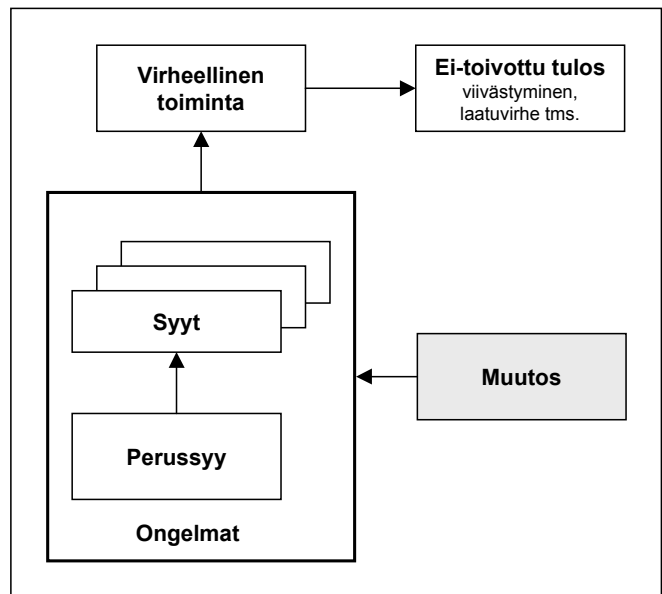 Virheellinen
toiminta
Ei-toivottu tulos
viivästyminen,
laatuvirhe tms.
Syyt
Muutos
Perussyy
Ongelmat